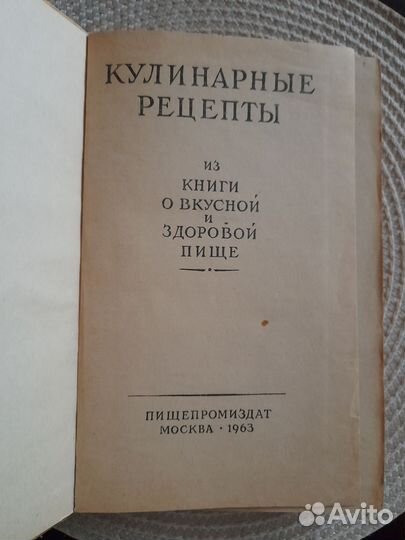 КУЛИНАРНЫЕ
РЕЦЕПТЫ
ИЗ
КНИГИ
О ВКУСНОЙ
И
ЗДОРОВОЙ
ПИЩЕ
ПИЩЕПРОМИЗДАТ
МОСКВА · 1963
Avito